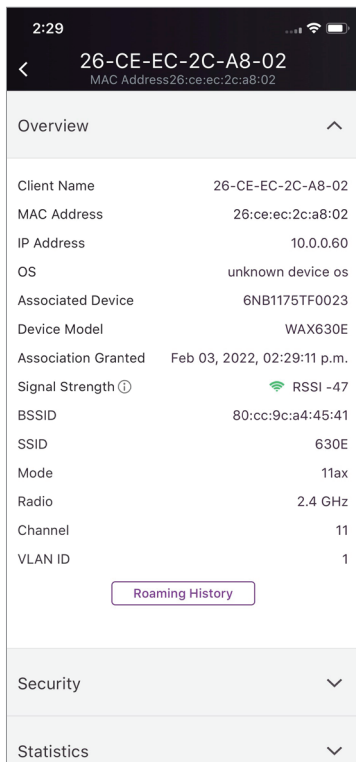 2:29
26-CE-EC-2C-A8-02
MAC Address26:ce:ec:2c:a8:02
Overview
Client Name 26-CE-EC-2C-A8-02
MAC Address 26:ce:ec:2c:a8:02
IP Address 10.0.0.60
OS unknown device os
Associated Device 6NB1175TF0023
Device Model WAX630E
Association Granted Feb 03, 2022, 02:29:11 p.m.
Signal Strength RSSI -47
BSSID 80:cc:9c:a4:45:41
SSID 630E
Mode 11ax
Radio 2.4 GHz
Channel 11
VLAN ID 1
Roaming History
Security
Statistics